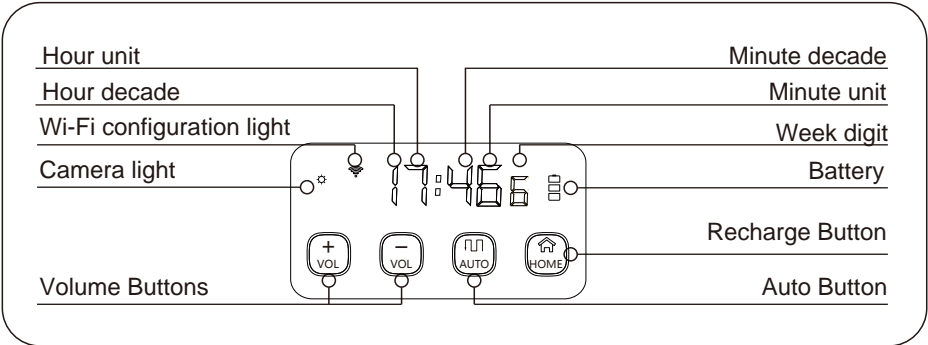 Hour unit
Minute decade
Hour decade
Minute unit
Wi-Fi configuration light
Week digit
Camera light
17:46 6
Battery
Recharge Button
+
VOL
−
VOL
AUTO
HOME
Volume Buttons
Auto Button